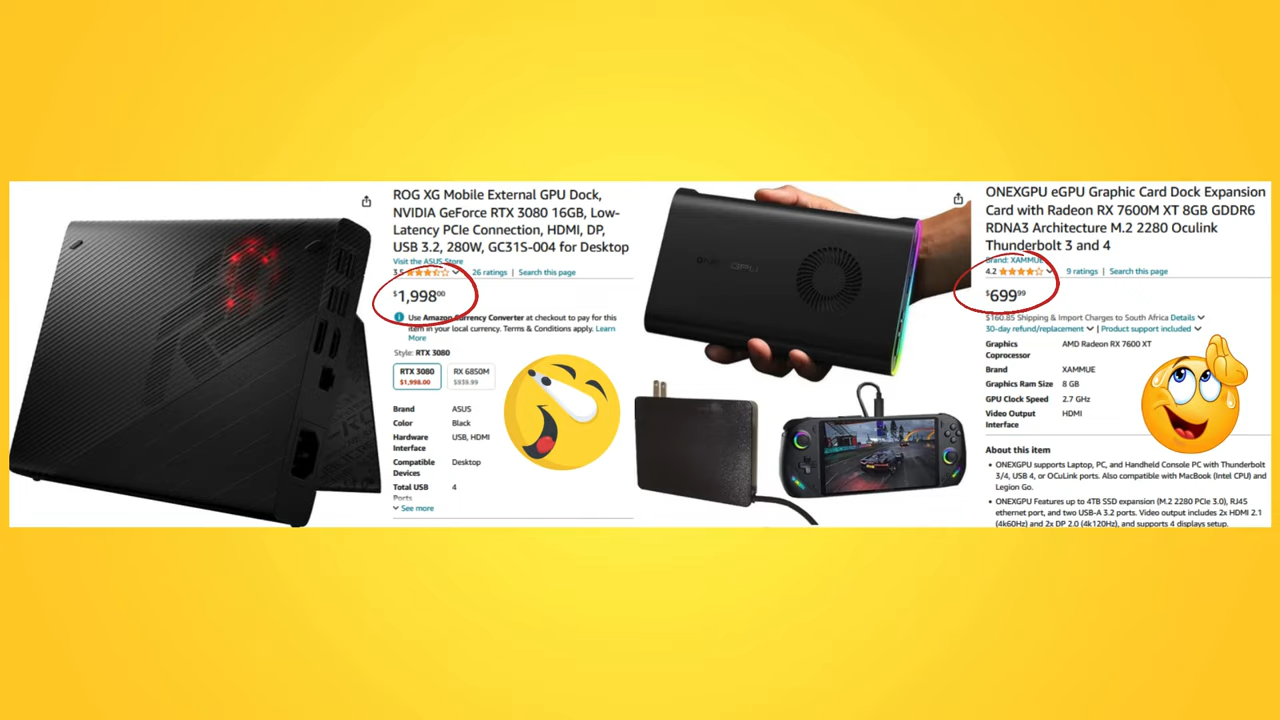 ROG XG Mobile External GPU Dock,
NVIDIA GeForce RTX 3080 16GB, Low-
Latency PCIe Connection, HDMI, DP,
USB 3.2, 280W, GC31S-004 for Desktop
Visit the ASUS Store
3.5
26 ratings | Search this page
$1,998.00
Use Amazon Currency Converter at checkout to pay for this
item in your local currency. Terms & Conditions apply. Learn
More
Style: RTX 3080
RTX 3080 RX 6850M
$1,998.00 $939.99
Brand ASUS
Color Black
Hardware USB, HDMI
Interface
Compatible Desktop
Devices
Total USB 4
Ports
See more
ONEXGPU eGPU Graphic Card Dock Expansion
Card with Radeon RX 7600M XT 8GB GDDR6
RDNA3 Architecture M.2 2280 Oculink
Thunderbolt 3 and 4
Brand: XAMMUE
4.2 9 ratings | Search this page
$699.99
$160.85 Shipping & Import Charges to South Africa Details
30-day refund/replacement | Product support included
Graphics AMD Radeon RX 7600 XT
Coprocessor
Brand XAMMUE
Graphics Ram Size 8 GB
GPU Clock Speed 2.7 GHz
Video Output HDMI
Interface
About this item
• ONEXGPU supports Laptop, PC, and Handheld Console PC with Thunderbolt
3/4, USB 4, or OCuLink ports. Also compatible with MacBook (Intel CPU) and
Legion Go.
• ONEXGPU Features up to 4TB SSD expansion (M.2 2280 PCIe 3.0), RJ45
ethernet port, and two USB-A 3.2 ports. Video output includes 2x HDMI 2.1
(4k60Hz) and 2x DP 2.0 (4k120Hz), and supports 4 displays setup.